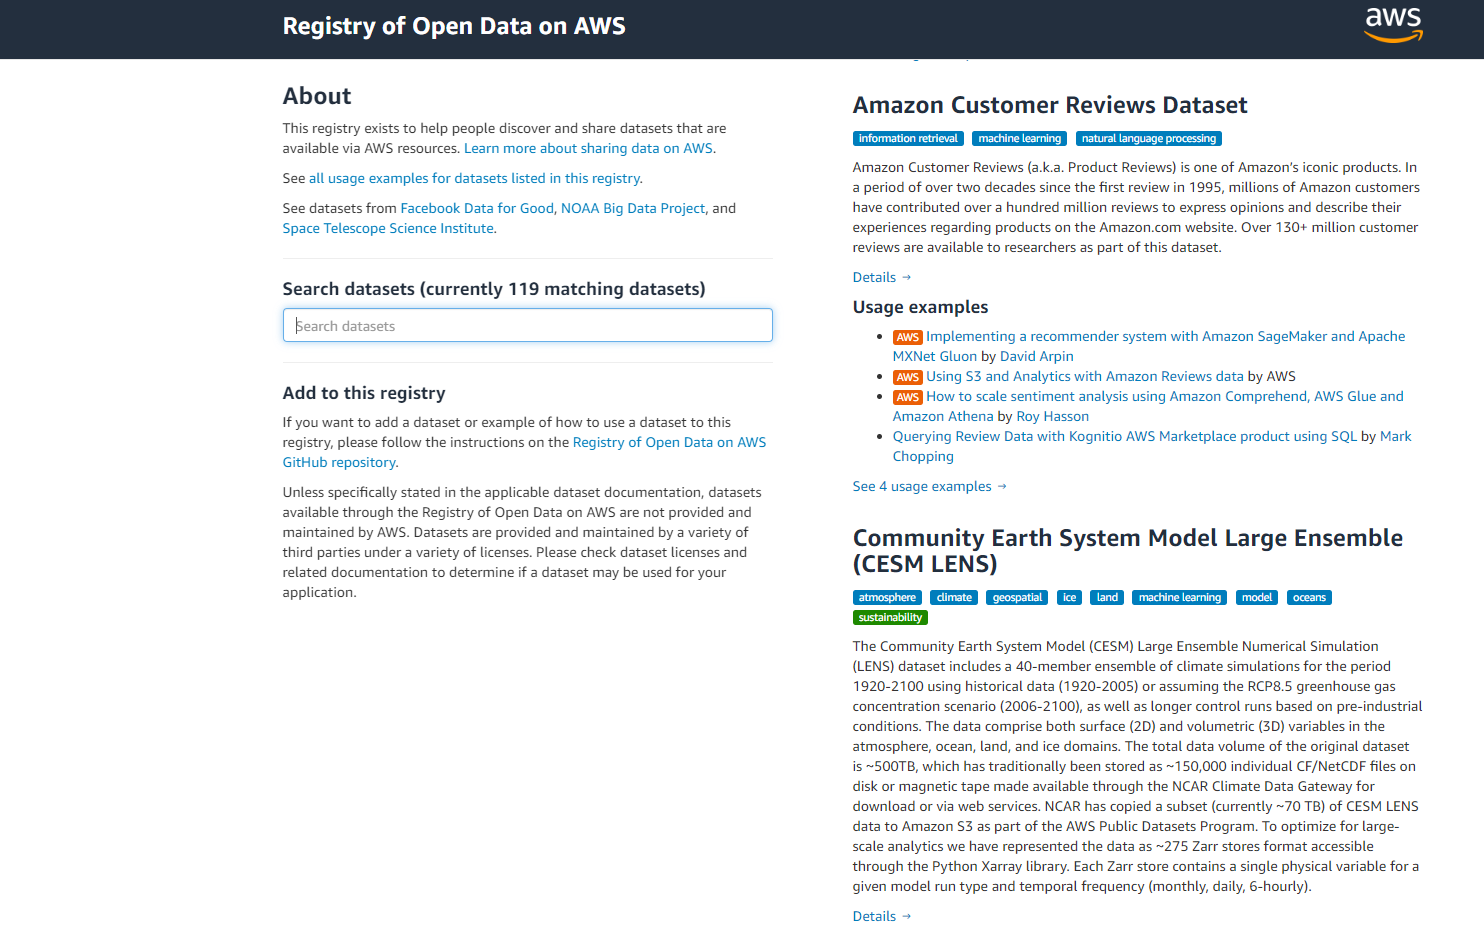 Registry of Open Data on AWS
aws
About
This registry exists to help people discover and share datasets that are
available via AWS resources. Learn more about sharing data on AWS.
See all usage examples for datasets listed in this registry.
See datasets from Facebook Data for Good, NOAA Big Data Project, and
Space Telescope Science Institute.
Search datasets (currently 119 matching datasets)
Search datasets
Add to this registry
If you want to add a dataset or example of how to use a dataset to this
registry, please follow the instructions on the Registry of Open Data on AWS
GitHub repository.
Unless specifically stated in the applicable dataset documentation, datasets
available through the Registry of Open Data on AWS are not provided and
maintained by AWS. Datasets are provided and maintained by a variety of
third parties under a variety of licenses. Please check dataset licenses and
related documentation to determine if a dataset may be used for your
application.
Amazon Customer Reviews Dataset
information retrieval machine learning natural language processing
Amazon Customer Reviews (a.k.a. Product Reviews) is one of Amazon’s iconic products. In
a period of over two decades since the first review in 1995, millions of Amazon customers
have contributed over a hundred million reviews to express opinions and describe their
experiences regarding products on the Amazon.com website. Over 130+ million customer
reviews are available to researchers as part of this dataset.
Details →
Usage examples
• AWS Implementing a recommender system with Amazon SageMaker and Apache
MXNet Gluon by David Arpin
• AWS Using S3 and Analytics with Amazon Reviews data by AWS
• AWS How to scale sentiment analysis using Amazon Comprehend, AWS Glue and
Amazon Athena by Roy Hasson
• Querying Review Data with Kognitio AWS Marketplace product using SQL by Mark
Chopping
See 4 usage examples →
Community Earth System Model Large Ensemble
(CESM LENS)
atmosphere climate geospatial ice land machine learning model oceans
sustainability
The Community Earth System Model (CESM) Large Ensemble Numerical Simulation
(LENS) dataset includes a 40-member ensemble of climate simulations for the period
1920-2100 using historical data (1920-2005) or assuming the RCP8.5 greenhouse gas
concentration scenario (2006-2100), as well as longer control runs based on pre-industrial
conditions. The data comprise both surface (2D) and volumetric (3D) variables in the
atmosphere, ocean, land, and ice domains. The total data volume of the original dataset
is ~500TB, which has traditionally been stored as ~150,000 individual CF/NetCDF files on
disk or magnetic tape made available through the NCAR Climate Data Gateway for
download or via web services. NCAR has copied a subset (currently ~70 TB) of CESM LENS
data to Amazon S3 as part of the AWS Public Datasets Program. To optimize for large-
scale analytics we have represented the data as ~275 Zarr stores format accessible
through the Python Xarray library. Each Zarr store contains a single physical variable for a
given model run type and temporal frequency (monthly, daily, 6-hourly).
Details →